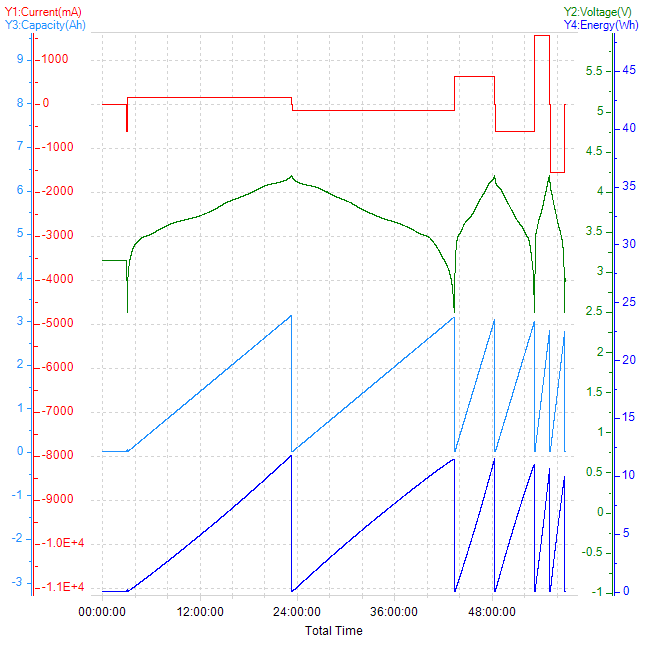 Y1:Current(mA) Y2:Voltage(V)
Y3:Capacity(Ah) Y4:Energy(Wh)
9 1000 5.5 45
8 0 5 40
7 -1000 4.5
6 -2000 4 35
5 -3000 3.5 30
4 -4000 3 25
3 -5000 2.5
2 -6000 2 20
1 -7000 1.5 15
0 -8000 1
-1 -9000 0.5 10
-2 -1.0E+4 0 5
-3 -1.1E+4 -0.5
-1 0
00:00:00 12:00:00 24:00:00 36:00:00 48:00:00
Total Time